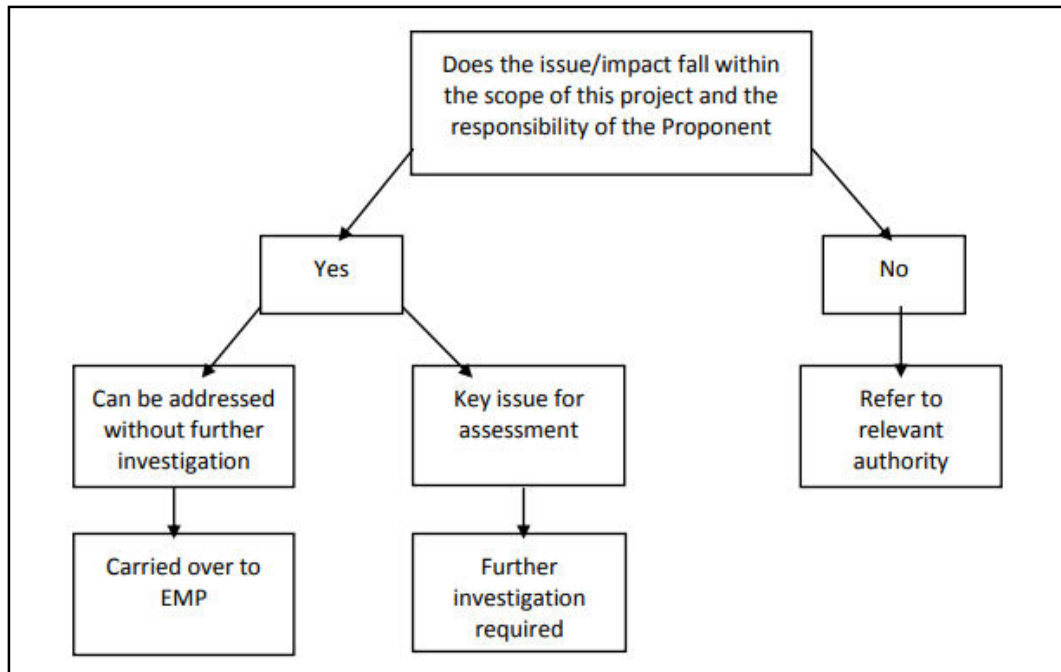 Does the issue/impact fall within
the scope of this project and the
responsibility of the Proponent
Yes
No
Can be addressed
without further
investigation
Key issue for
assessment
Refer to
relevant
authority
Carried over to
EMP
Further
investigation
required